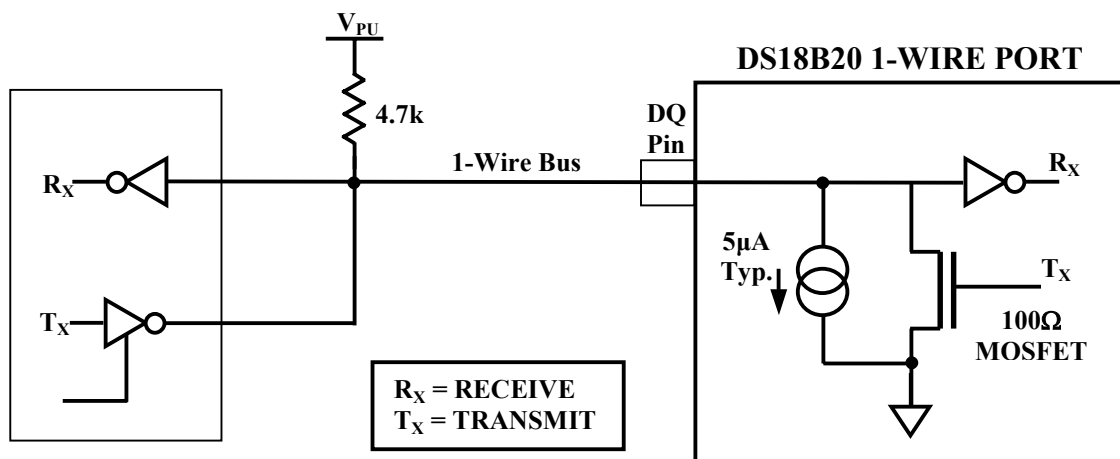 V_PU
4.7k
DS18B20 1-WIRE PORT
DQ
Pin
1-Wire Bus
R_X
T_X
R_X
5µA
Typ.
T_X
100Ω
MOSFET
R_X = RECEIVE
T_X = TRANSMIT